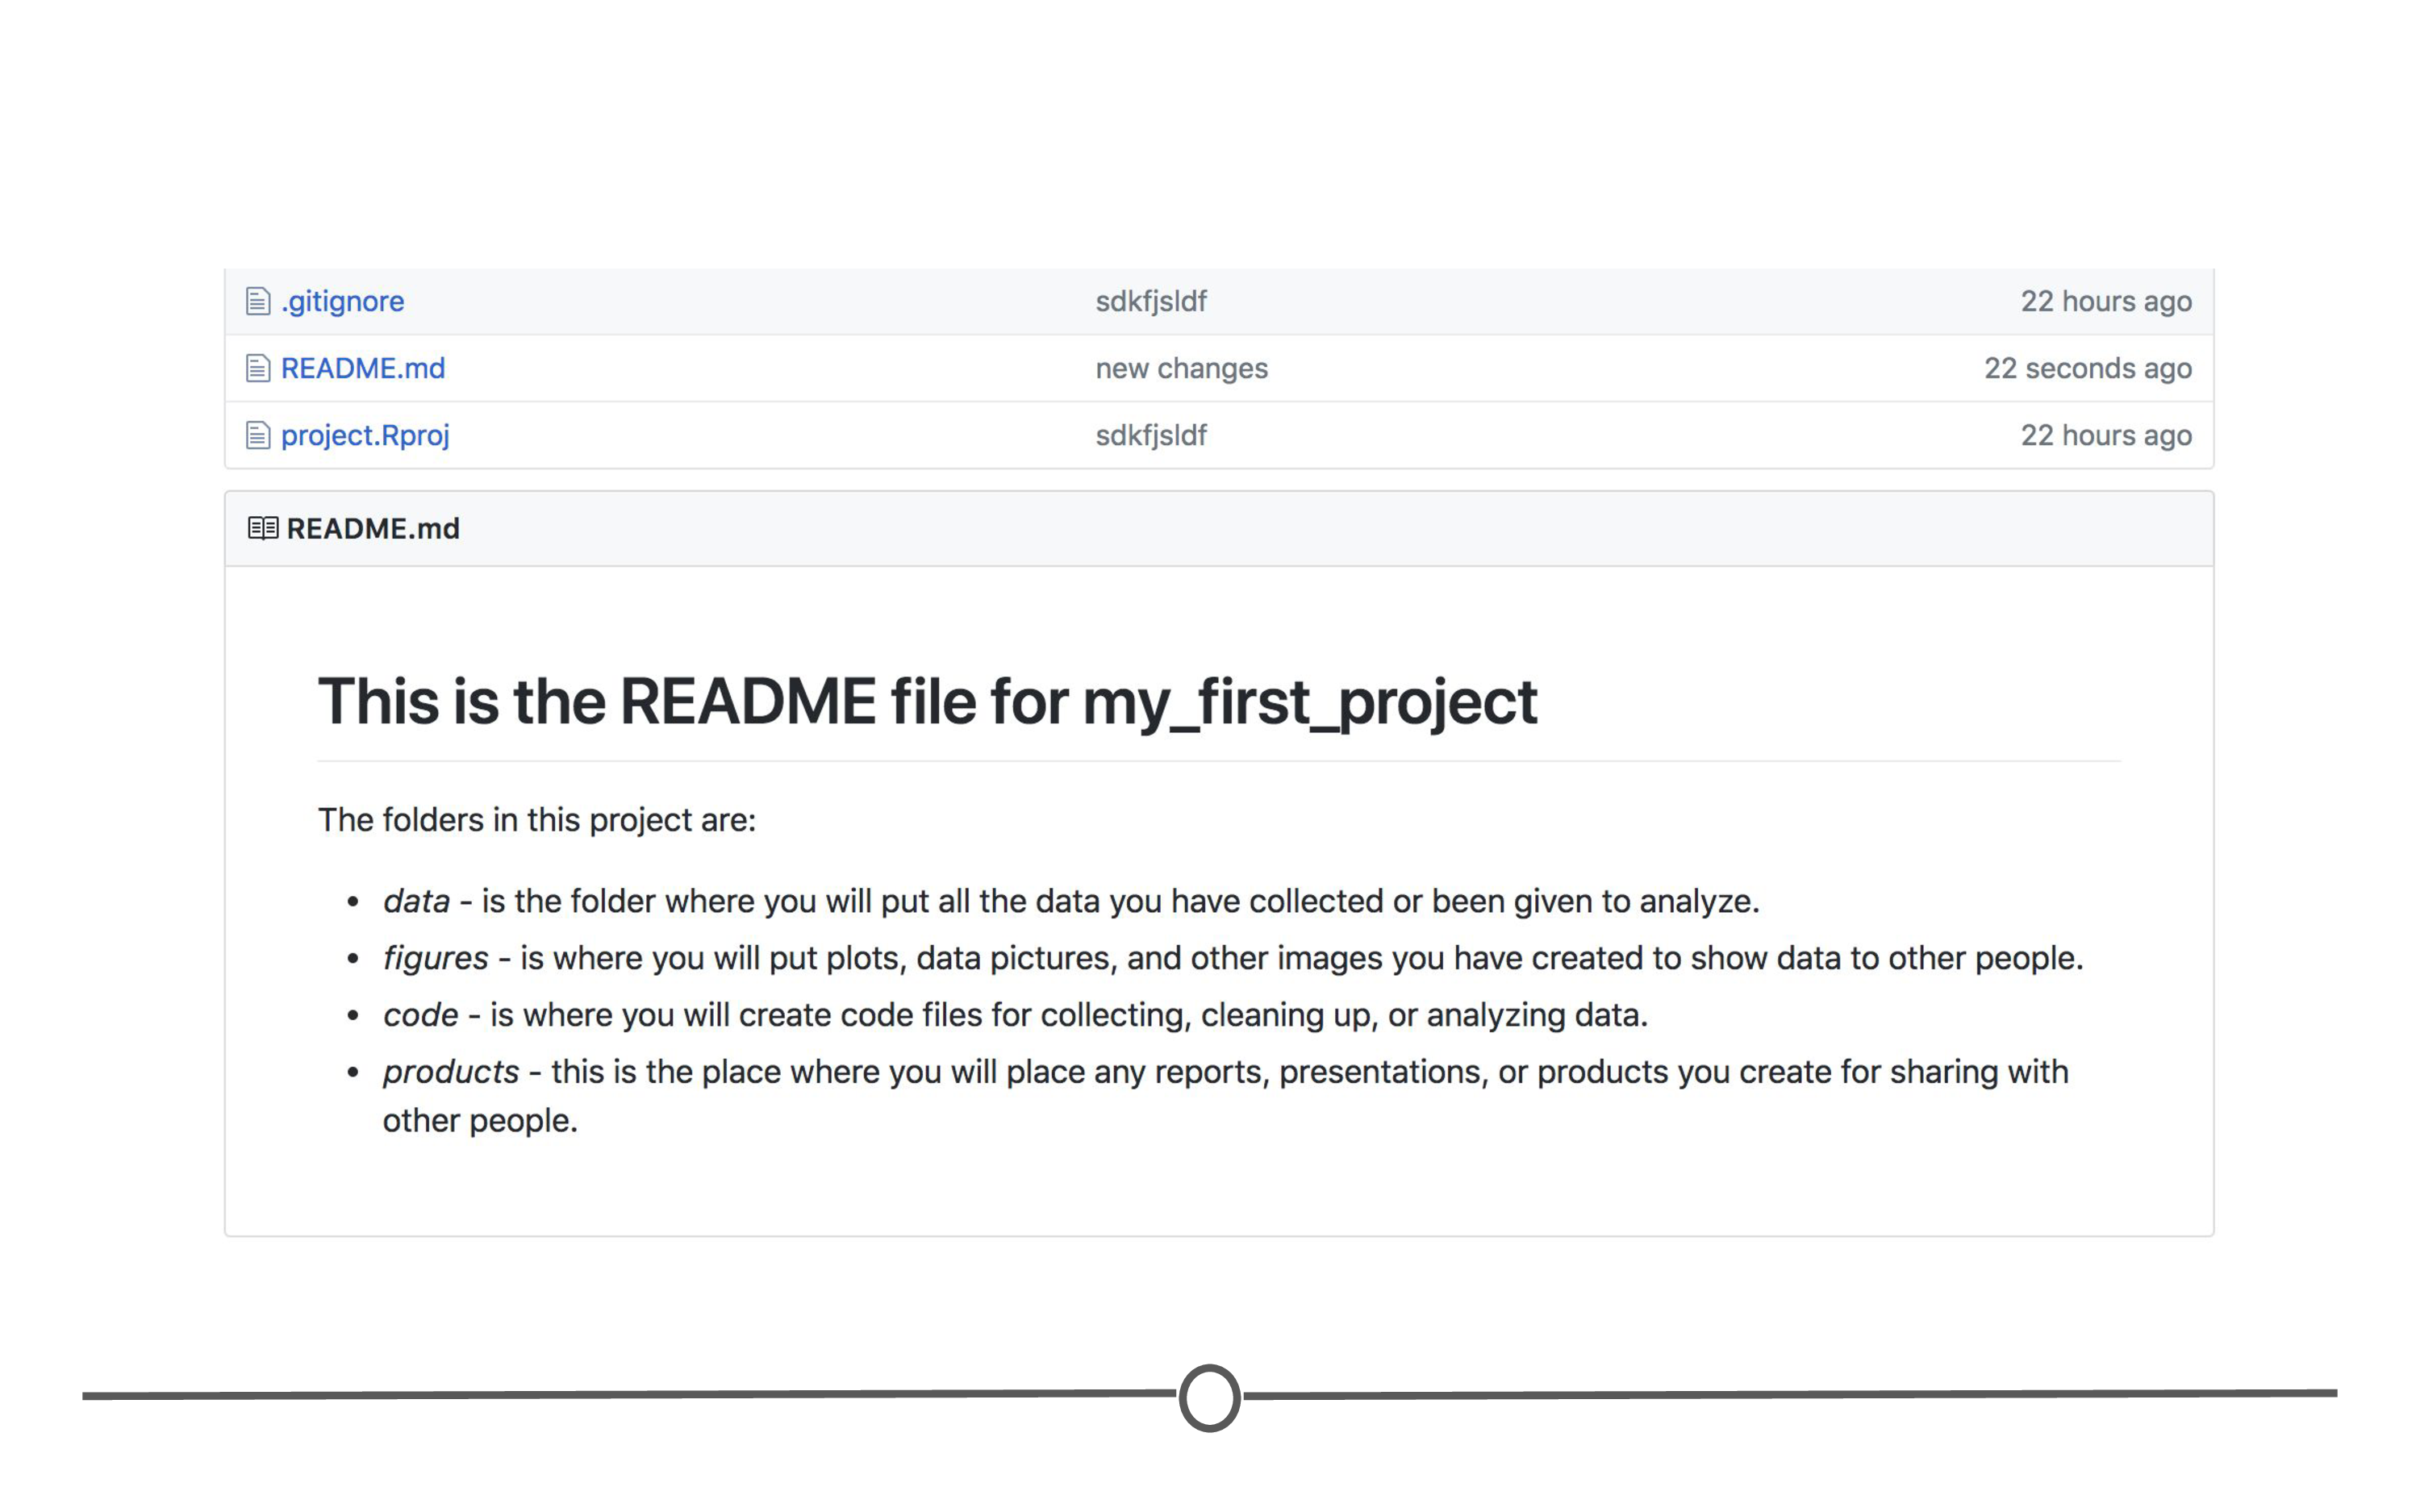 .gitignore sdkfjsldf 22 hours ago
README.md new changes 22 seconds ago
project.Rproj sdkfjsldf 22 hours ago
README.md
This is the README file for my_first_project
The folders in this project are:
• data - is the folder where you will put all the data you have collected or been given to analyze.
• figures - is where you will put plots, data pictures, and other images you have created to show data to other people.
• code - is where you will create code files for collecting, cleaning up, or analyzing data.
• products - this is the place where you will place any reports, presentations, or products you create for sharing with
other people.